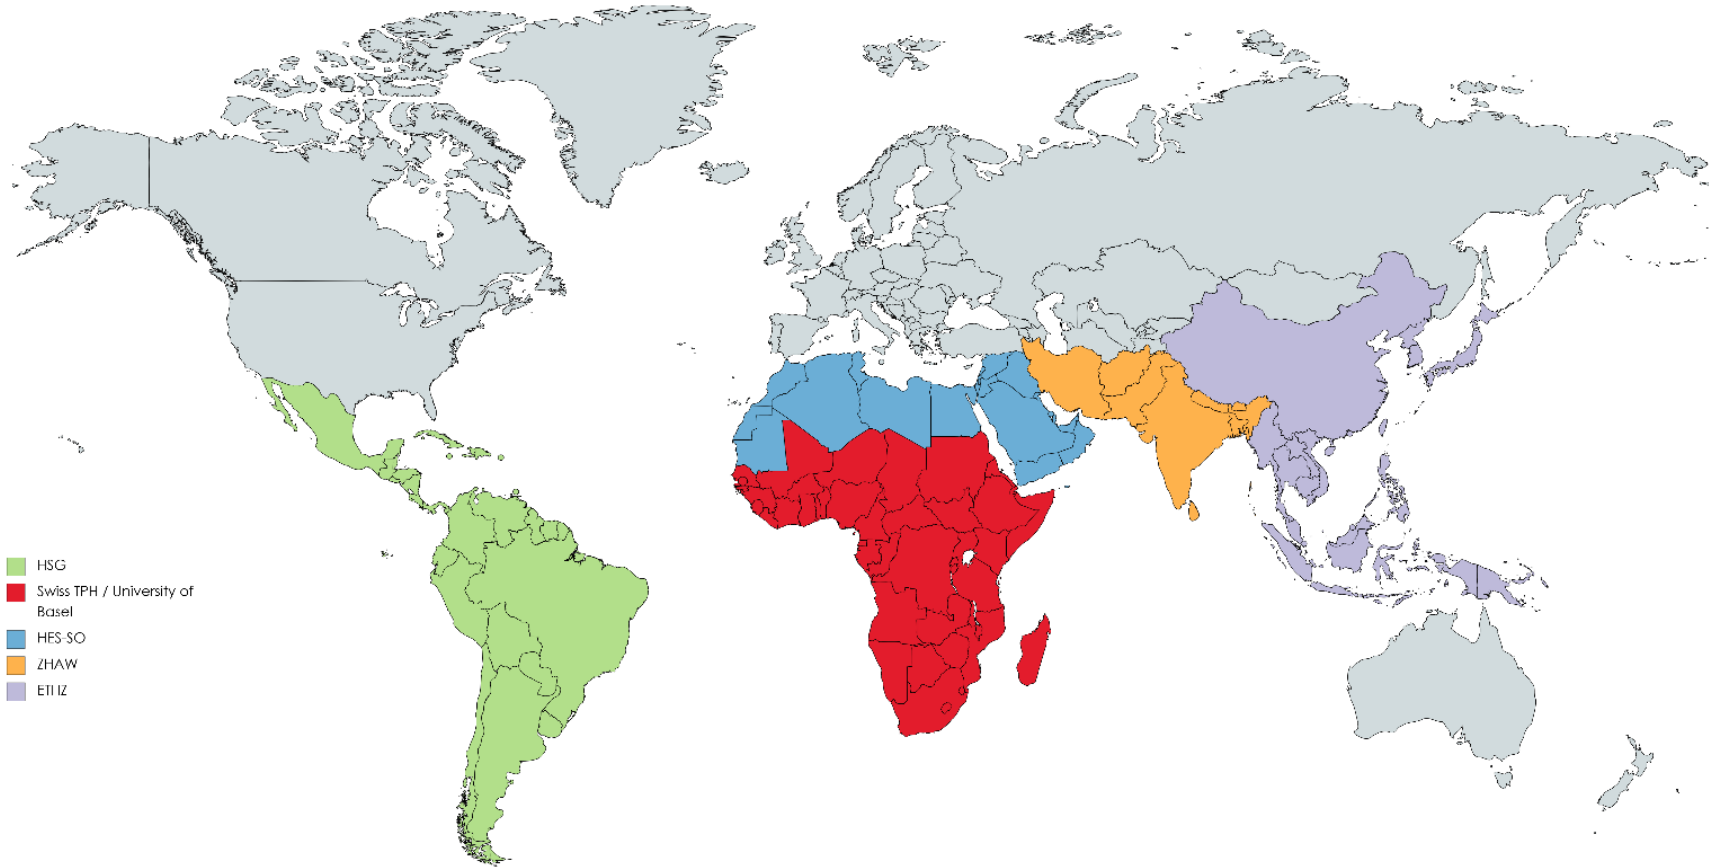 HSG
Swiss TPH / University of
Basel
HES-SO
ZHAW
ETHZ